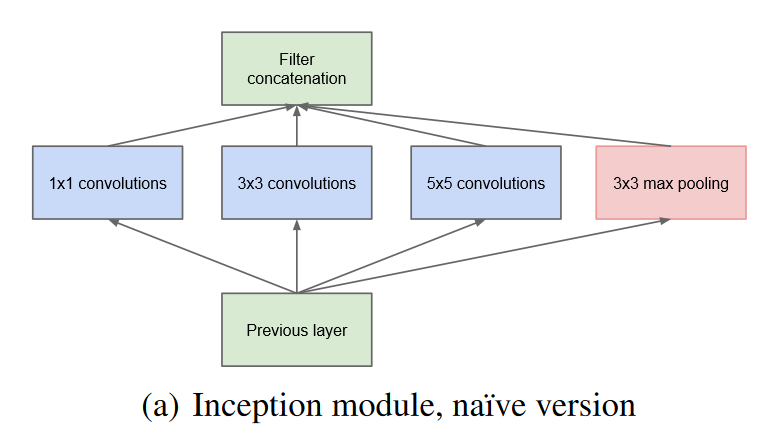 Filter
concatenation
1x1 convolutions
3x3 convolutions
5x5 convolutions
3x3 max pooling
Previous layer
(a) Inception module, naïve version